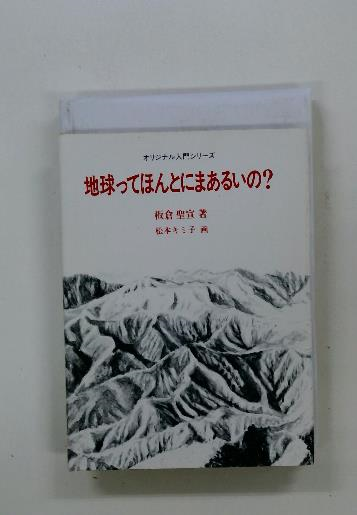 オリジナル入門シリーズ
地球ってほんとにまあるいの?
板倉聖宣 著
松本キミ子 画